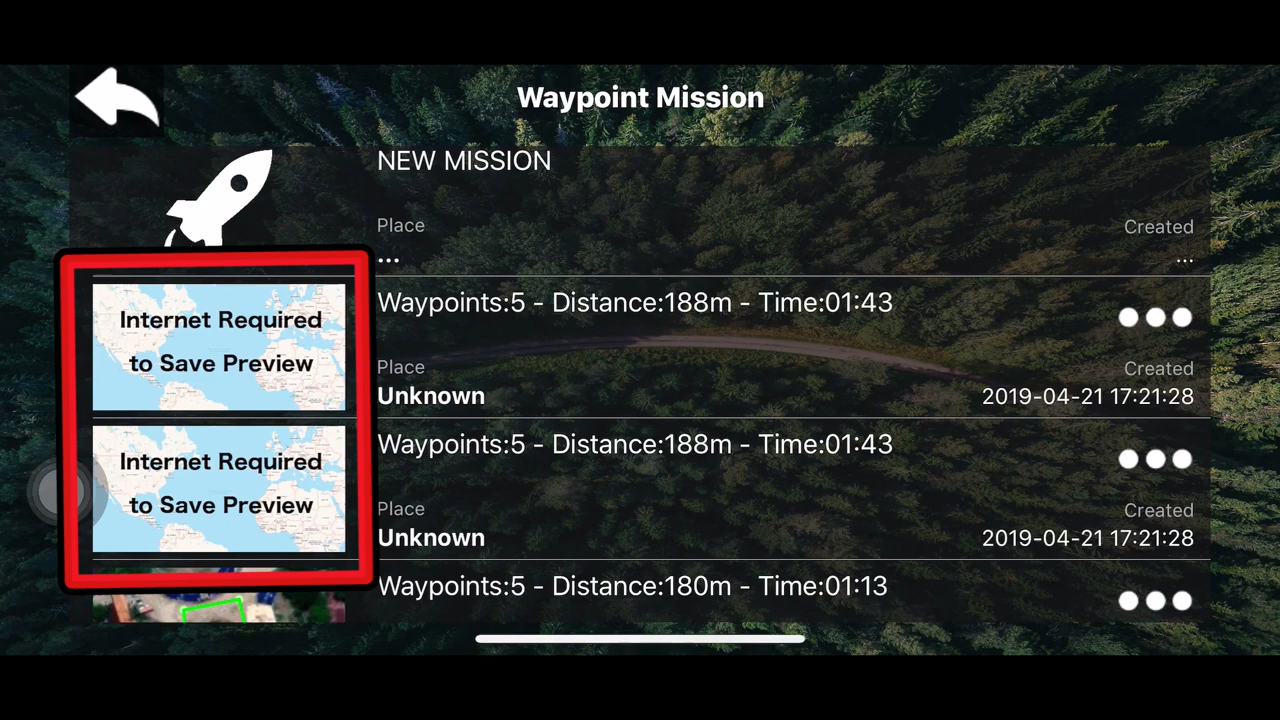 Waypoint Mission
NEW MISSION
Place
Created
...
...
Internet Required
to Save Preview
Waypoints:5 - Distance:188m - Time:01:43
Place
Created
Unknown
2019-04-21 17:21:28
Internet Required
to Save Preview
Waypoints:5 - Distance:188m - Time:01:43
Place
Created
Unknown
2019-04-21 17:21:28
Waypoints:5 - Distance:180m - Time:01:13